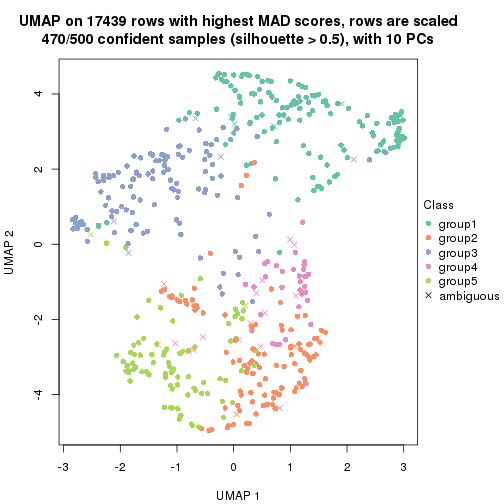 UMAP on 17439 rows with highest MAD scores, rows are scaled
470/500 confident samples (silhouette > 0.5), with 10 PCs
4
2
0
-2
-4
UMAP 2
-3
-2
-1
0
1
2
3
UMAP 1
Class
group1
group2
group3
group4
group5
ambiguous